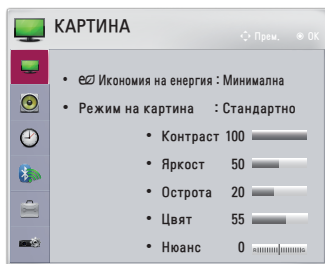 КАРТИНА
Прем. OK
Икономия на енергия : Минимална
Режим на картина : Стандартно
Контраст 100
Яркост 50
Острота 20
Цвят 55
Нюанс 0